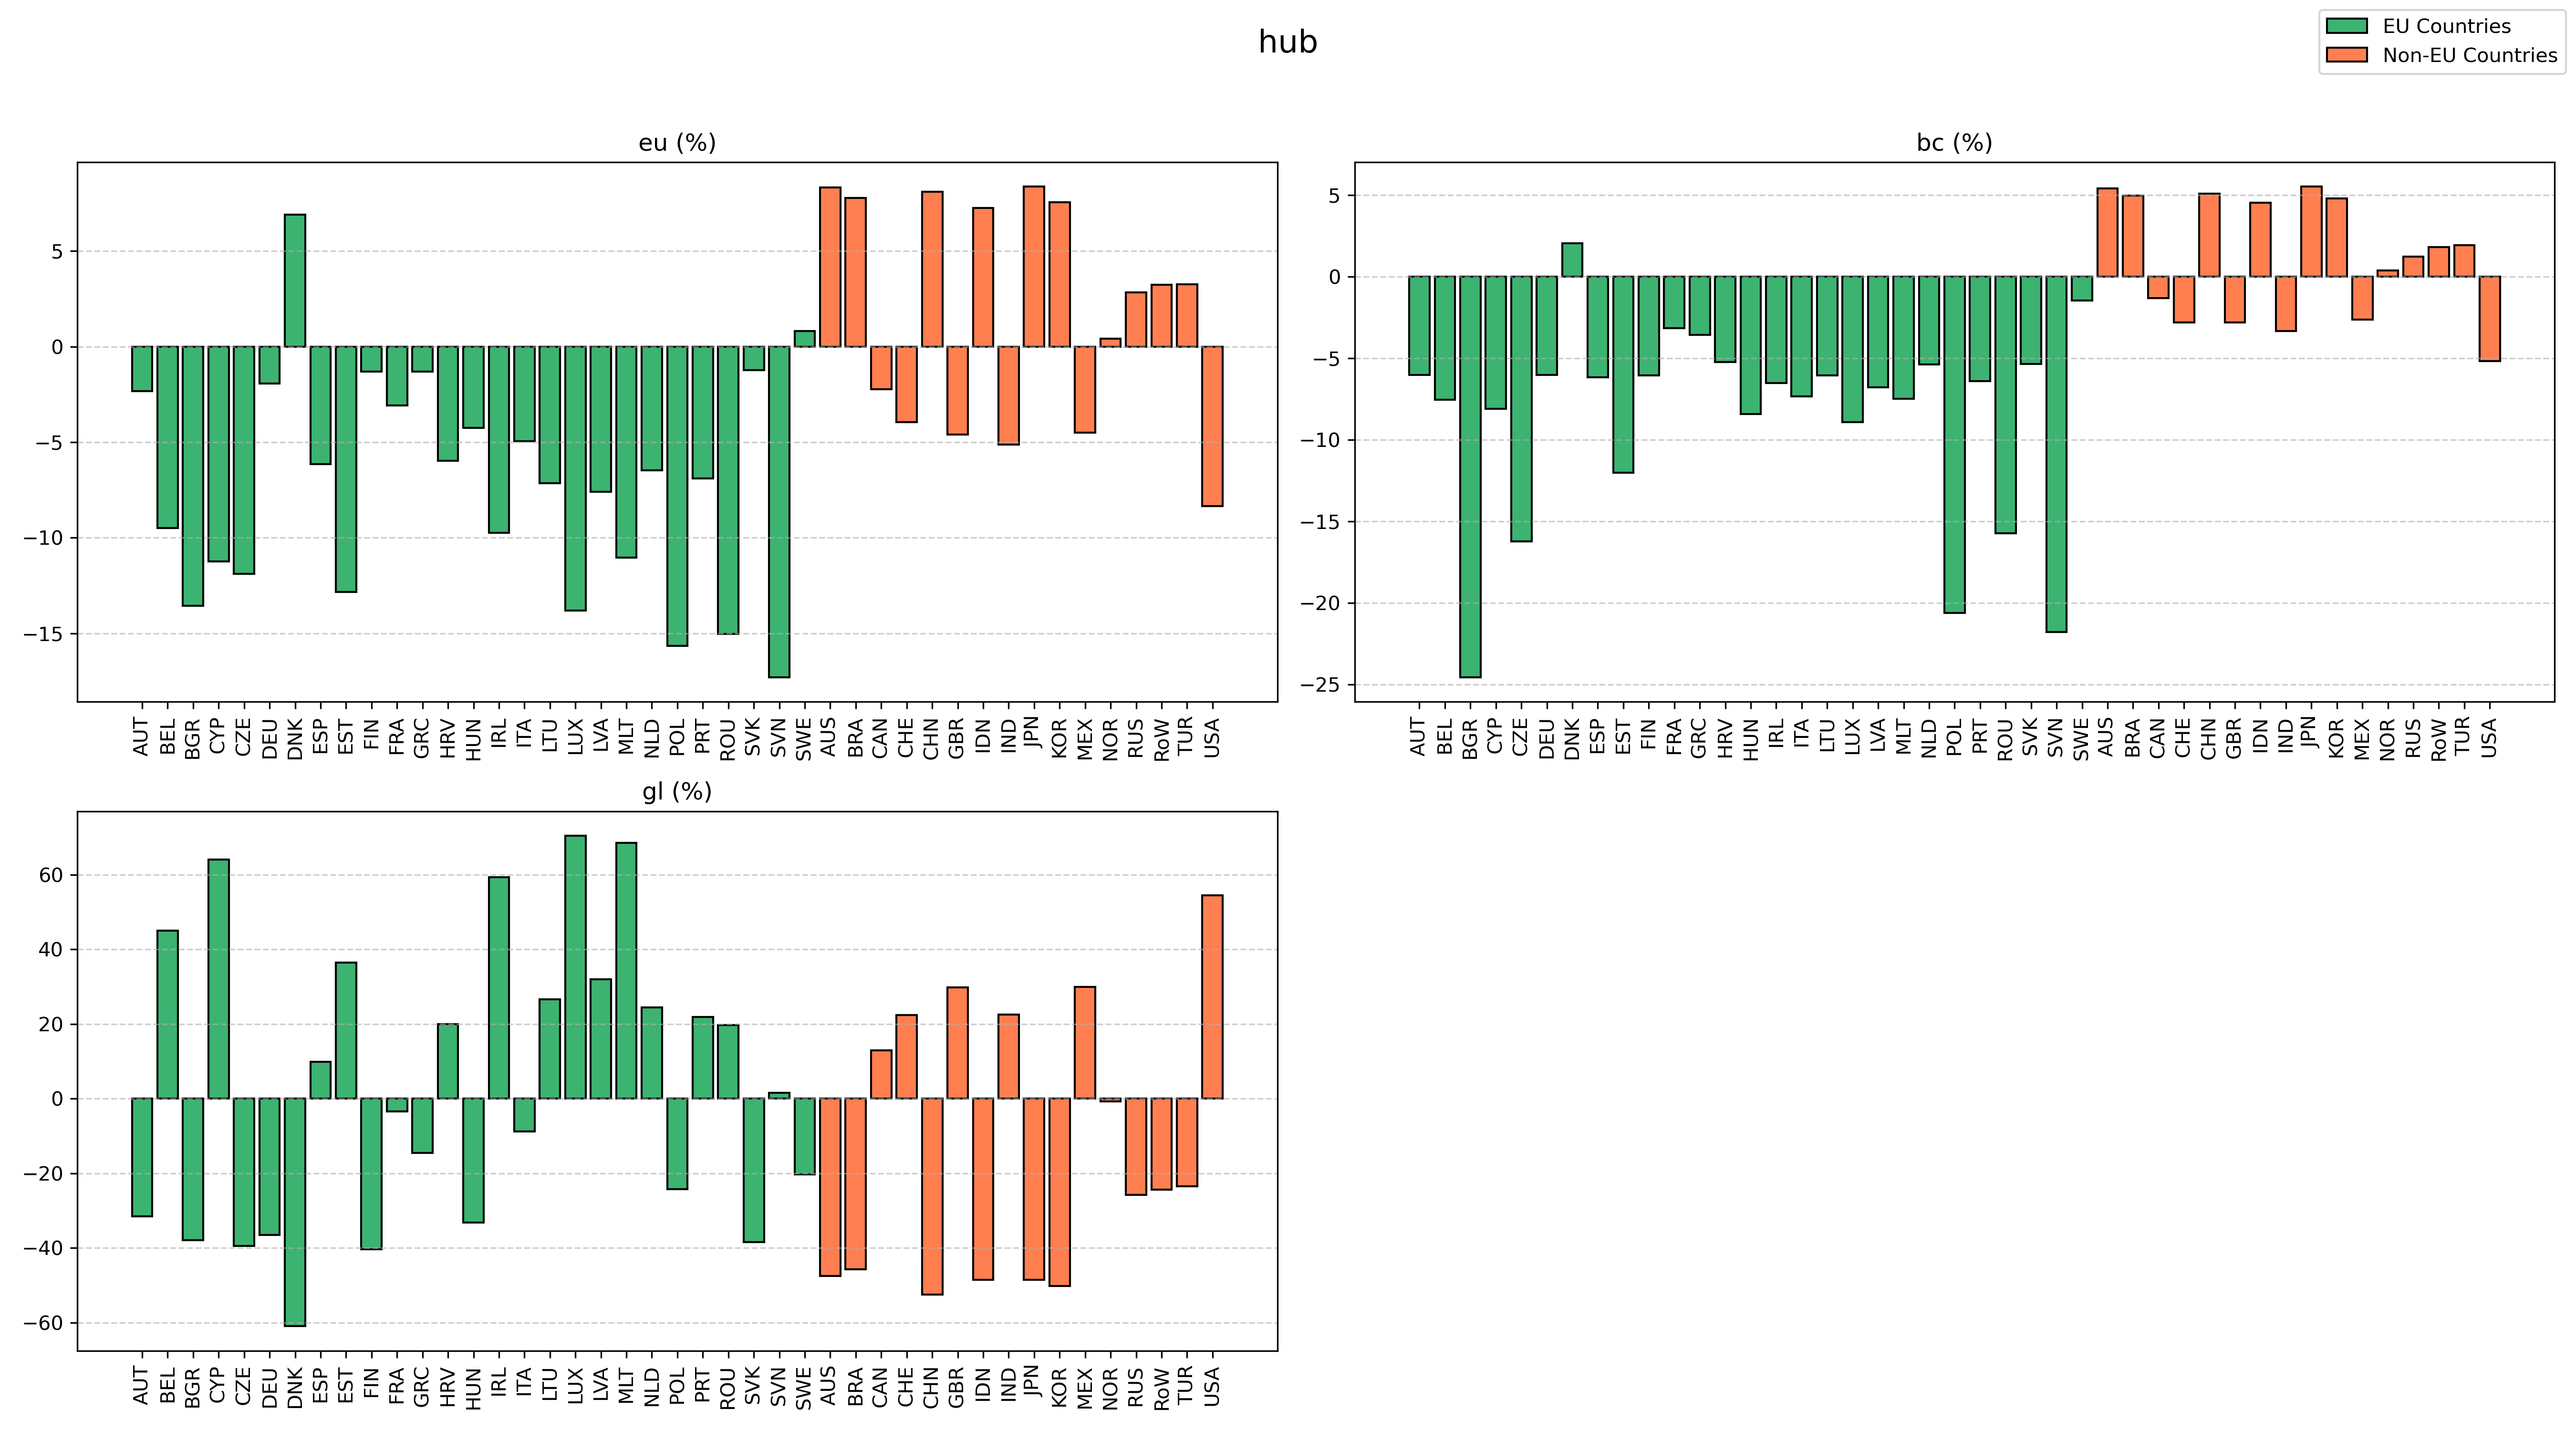 hub
EU Countries
Non-EU Countries
eu (%)
5
0
−5
−10
−15
AUT BEL BGR CYP CZE DEU DNK ESP EST FIN FRA GRC HRV HUN IRL ITA LTU LUX LVA MLT NLD POL PRT ROU SVK SVN SWE AUS BRA CAN CHE CHN GBR IDN IND JPN KOR MEX NOR RUS RoW TUR USA
bc (%)
5
0
−5
−10
−15
−20
−25
AUT BEL BGR CYP CZE DEU DNK ESP EST FIN FRA GRC HRV HUN IRL ITA LTU LUX LVA MLT NLD POL PRT ROU SVK SVN SWE AUS BRA CAN CHE CHN GBR IDN IND JPN KOR MEX NOR RUS RoW TUR USA
gl (%)
60
40
20
0
−20
−40
−60
AUT BEL BGR CYP CZE DEU DNK ESP EST FIN FRA GRC HRV HUN IRL ITA LTU LUX LVA MLT NLD POL PRT ROU SVK SVN SWE AUS BRA CAN CHE CHN GBR IDN IND JPN KOR MEX NOR RUS RoW TUR USA